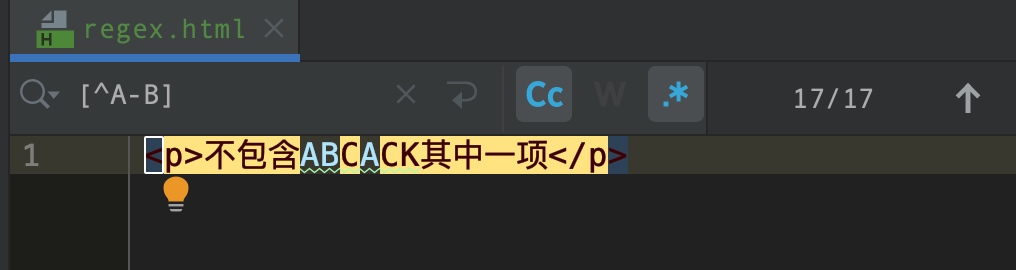 regex.html
[^A-B]
Cc
W
.*
17/17
1
<p>不包含ABCACK其中一项</p>